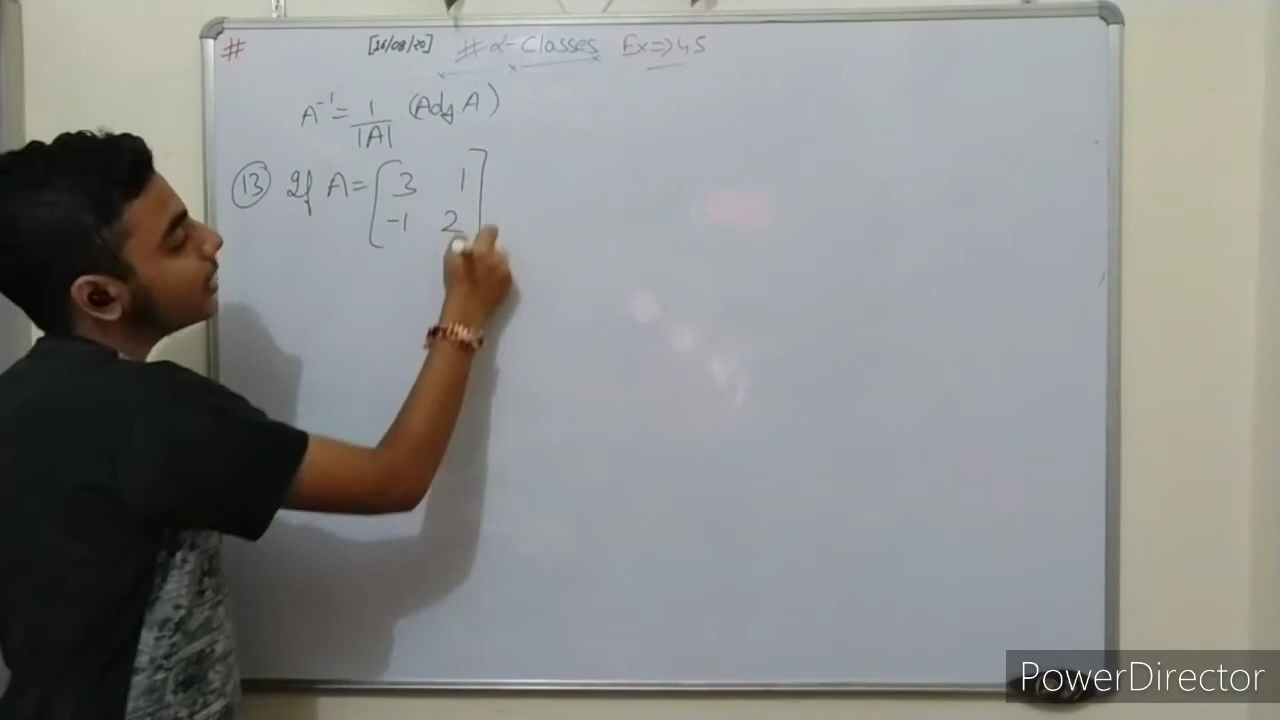 # [16/08/20] # α-Classes Ex=>4.5
A⁻¹= 1/|A| (Adj. A)
(13) If A= [3 1
-1 2]
PowerDirector